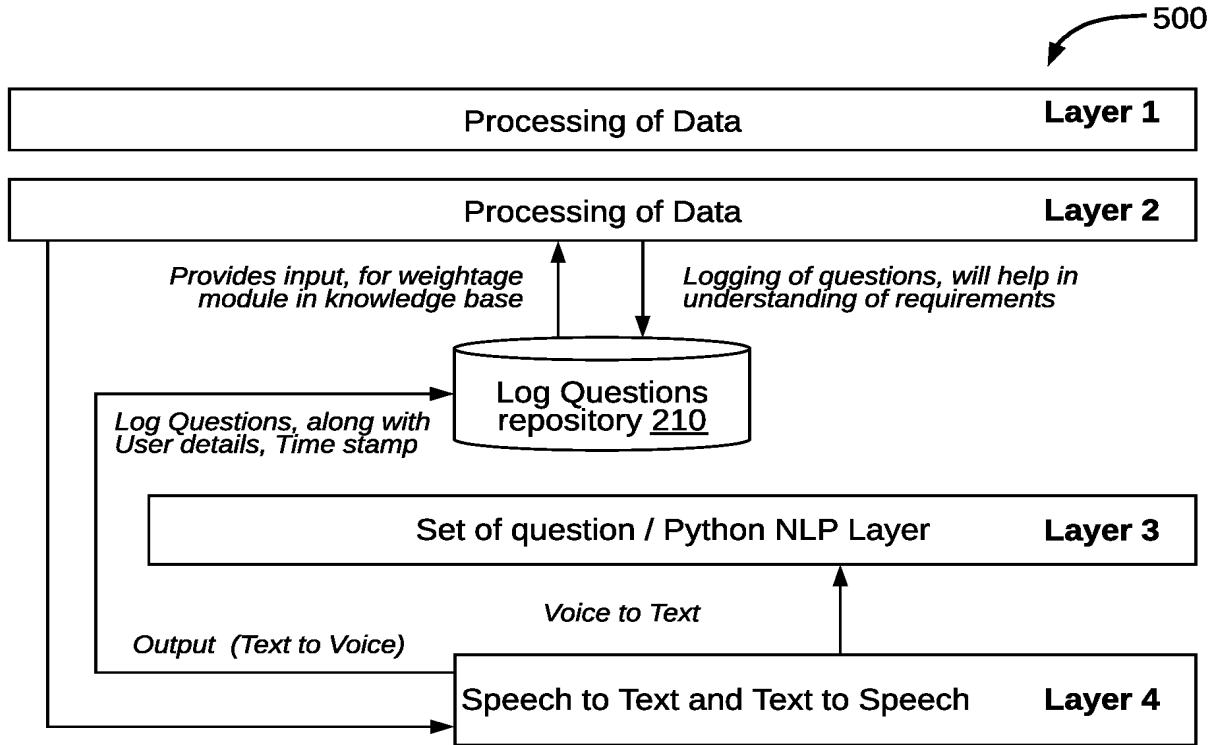 500
Processing of Data Layer 1
Processing of Data Layer 2
Provides input, for weightage
module in knowledge base
Logging of questions, will help in
understanding of requirements
Log Questions
repository 210
Log Questions, along with
User details, Time stamp
Set of question / Python NLP Layer Layer 3
Voice to Text
Output (Text to Voice)
Speech to Text and Text to Speech Layer 4